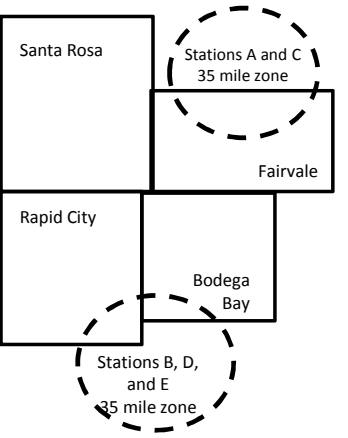 Santa Rosa
Stations A and C
35 mile zone
Fairvale
Rapid City
Bodega
Bay
Stations B, D,
and E
35 mile zone